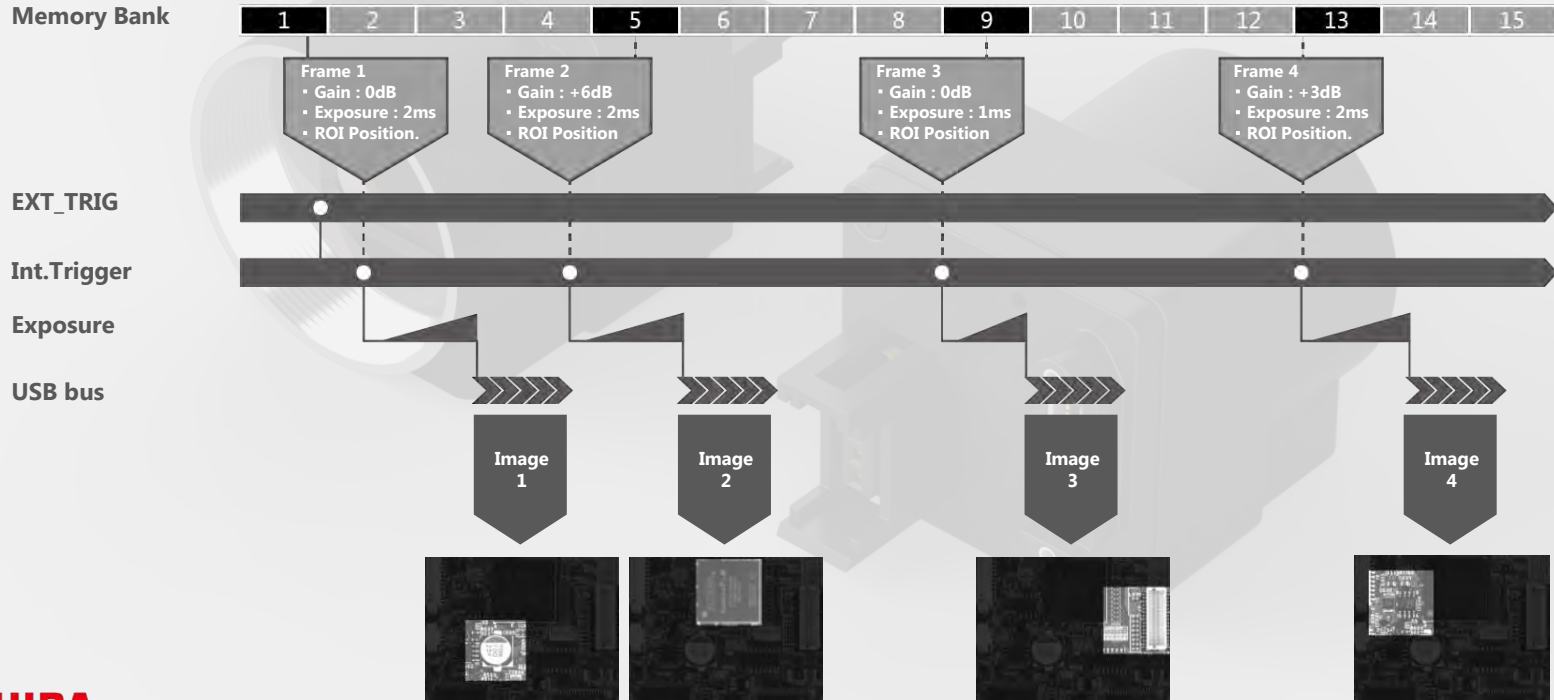 Memory Bank 1 2 3 4 5 6 7 8 9 10 11 12 13 14 15
Frame 1
▪ Gain : 0dB
▪ Exposure : 2ms
▪ ROI Position.
Frame 2
▪ Gain : +6dB
▪ Exposure : 2ms
▪ ROI Position
Frame 3
▪ Gain : 0dB
▪ Exposure : 1ms
▪ ROI Position
Frame 4
▪ Gain : +3dB
▪ Exposure : 2ms
▪ ROI Position.
EXT_TRIG
Int.Trigger
Exposure
USB bus
Image
1
Image
2
Image
3
Image
4